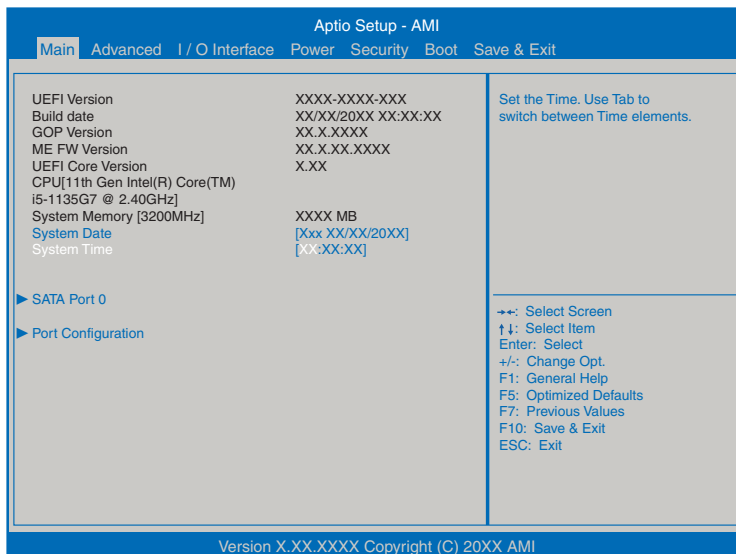 Aptio Setup - AMI
Main Advanced I / O Interface Power Security Boot Save & Exit
UEFI Version XXXX-XXXX-XXX
Build date XX/XX/20XX XX:XX:XX
GOP Version XX.X.XXXX
ME FW Version XX.X.XX.XXXX
UEFI Core Version X.XX
CPU[11th Gen Intel(R) Core(TM)
i5-1135G7 @ 2.40GHz]
System Memory [3200MHz] XXXX MB
System Date [Xxx XX/XX/20XX]
System Time [XX:XX:XX]
▶ SATA Port 0
▶ Port Configuration
Set the Time. Use Tab to
switch between Time elements.
→←: Select Screen
↑↓: Select Item
Enter: Select
+/-: Change Opt.
F1: General Help
F5: Optimized Defaults
F7: Previous Values
F10: Save & Exit
ESC: Exit
Version X.XX.XXXX Copyright (C) 20XX AMI